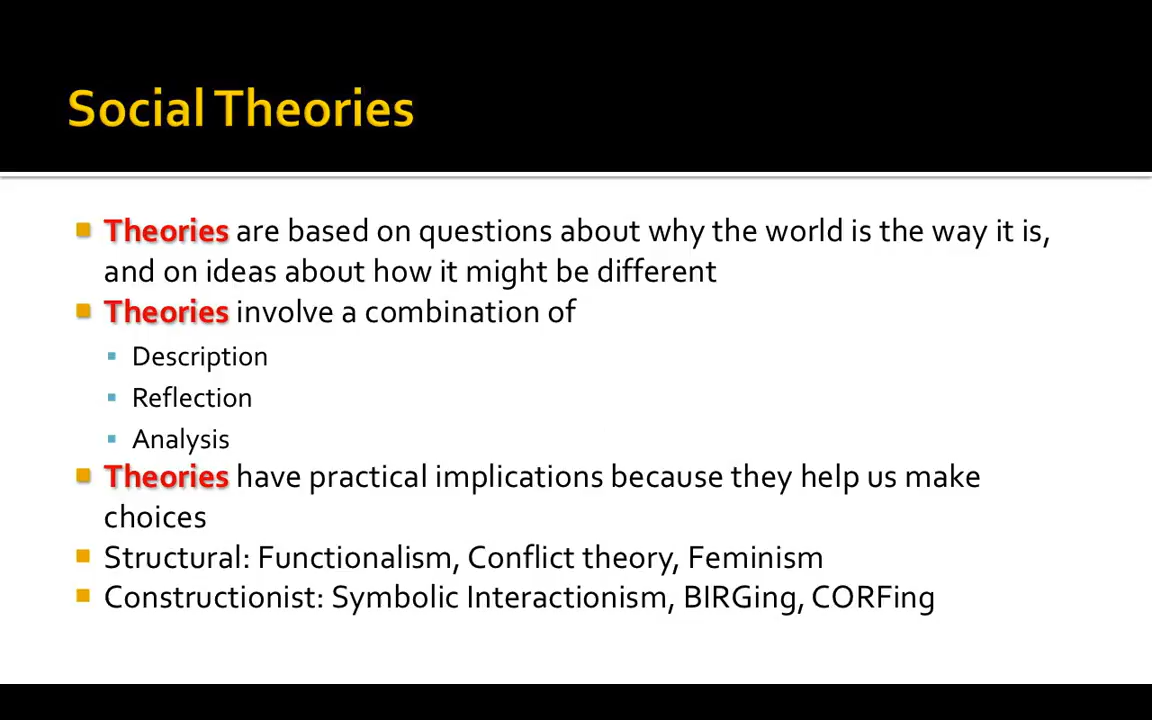 Social Theories
Theories are based on questions about why the world is the way it is,
and on ideas about how it might be different
Theories involve a combination of
Description
Reflection
Analysis
Theories have practical implications because they help us make
choices
Structural: Functionalism, Conflict theory, Feminism
Constructionist: Symbolic Interactionism, BIRGing, CORFing